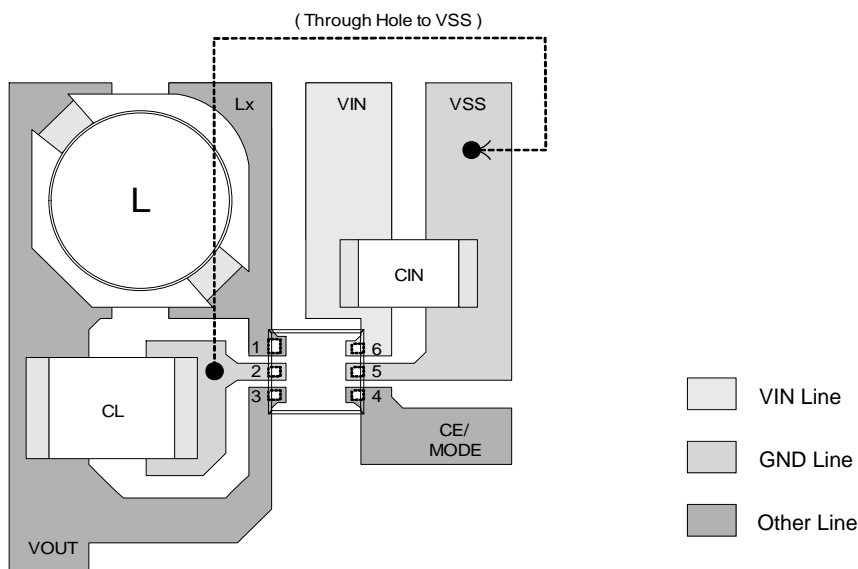 ( Through Hole to VSS )
Lx
VIN
VSS
L
CIN
1
6
2
5
3
4
CL
CE/
MODE
VOUT
VIN Line
GND Line
Other Line